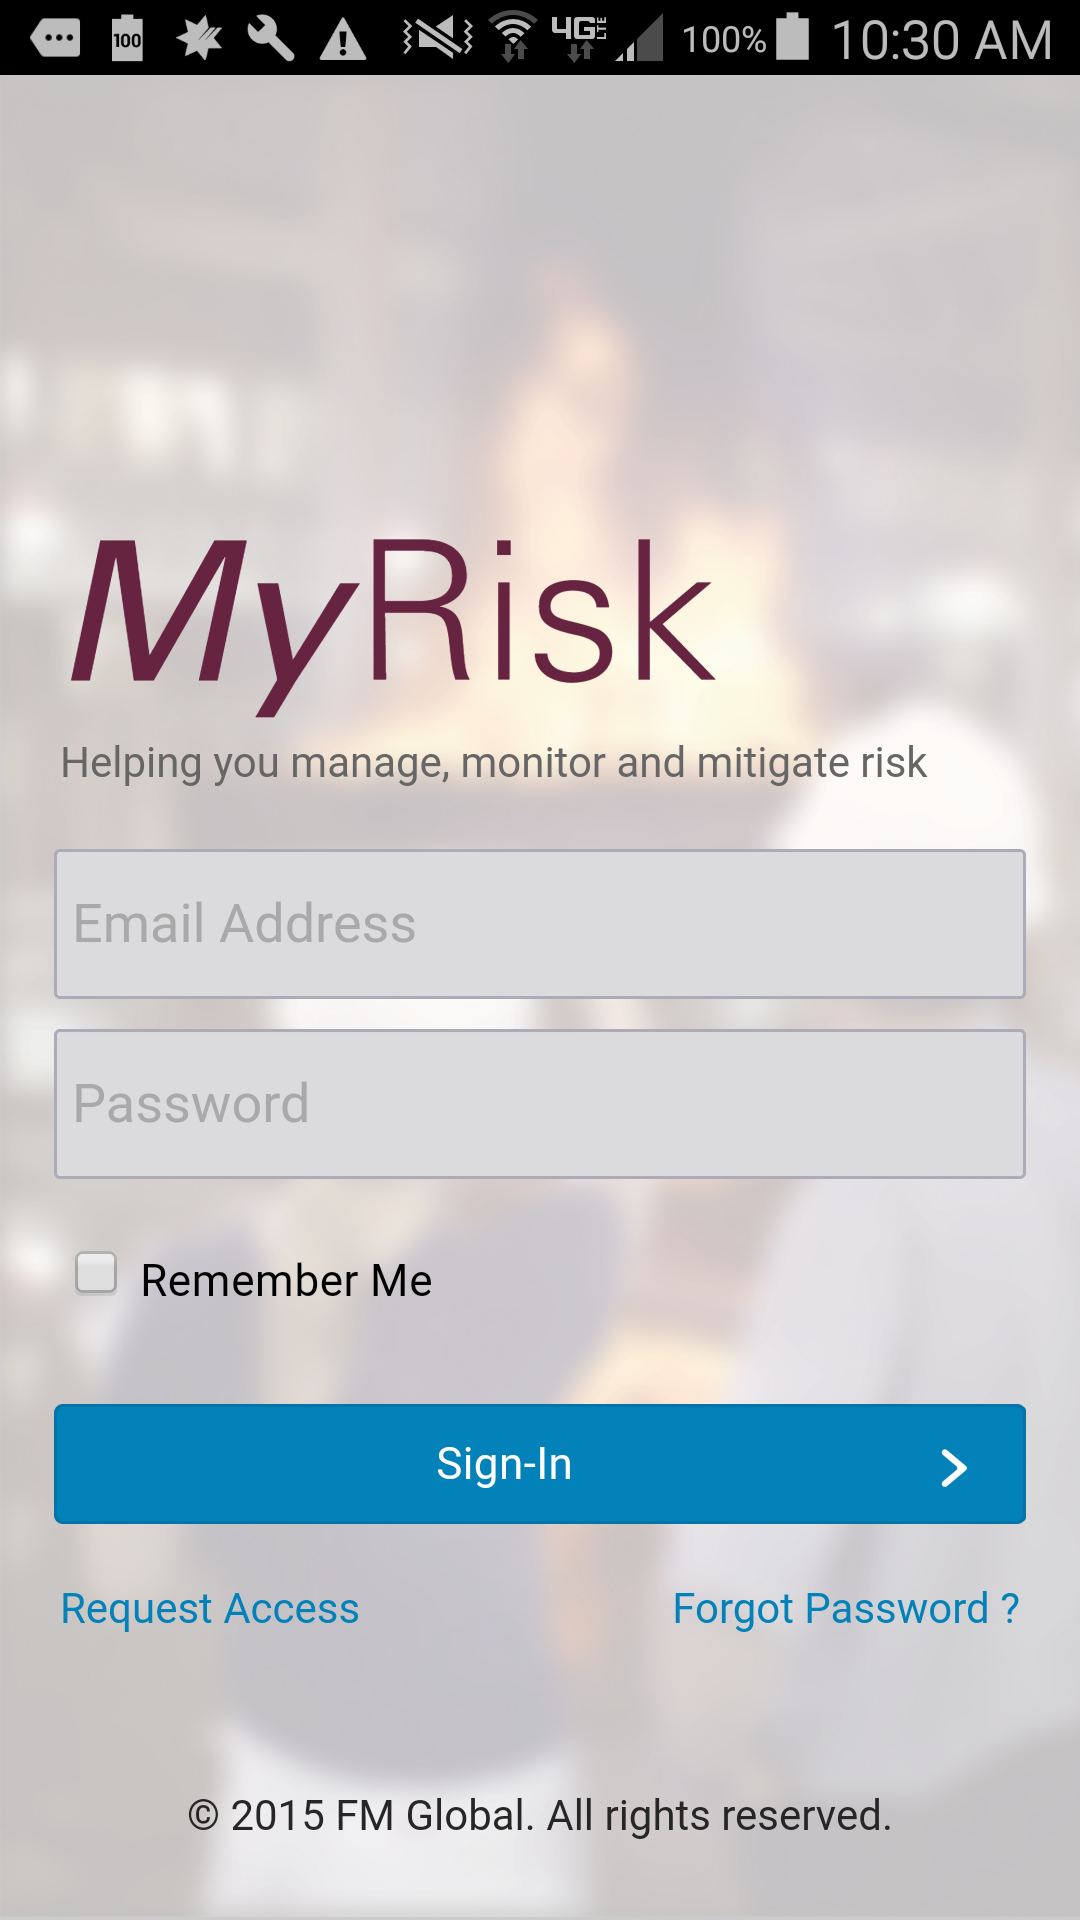 100 4G LTE 100% 10:30 AM
MyRisk
Helping you manage, monitor and mitigate risk
Email Address
Password
Remember Me
Sign-In
Request Access Forgot Password ?
© 2015 FM Global. All rights reserved.